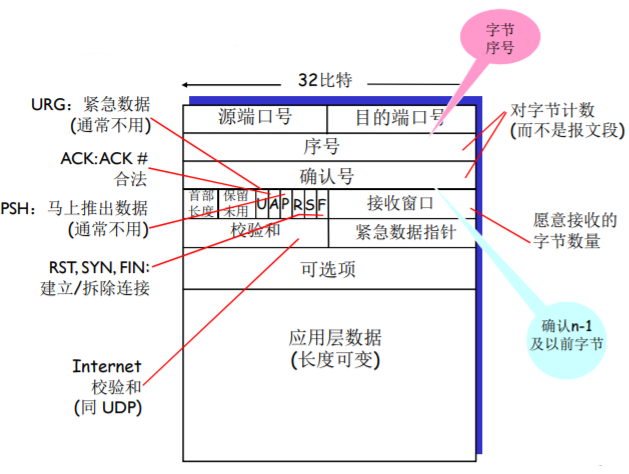 字节
序号
32比特
URG：紧急数据
(通常不用)
源端口号
目的端口号
对字节计数
(而不是报文段)
序号
ACK:ACK #
合法
确认号
PSH：马上推出数据
(通常不用)
首部
长度
保留
未用
U
A
P
R
S
F
接收窗口
愿意接收的
字节数量
校验和
紧急数据指针
RST, SYN, FIN:
建立/拆除连接
可选项
应用层数据
(长度可变)
确认n-1
及以前字节
Internet
校验和
(同 UDP)